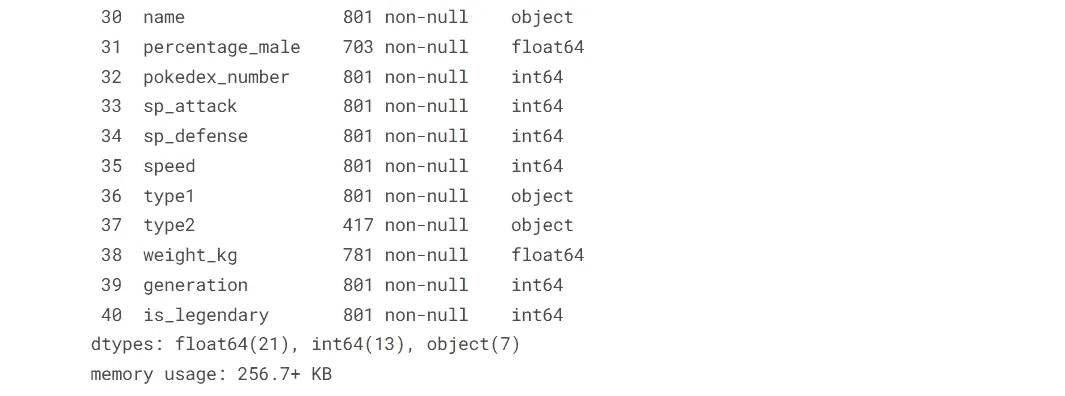 30 name 801 non-null object
31 percentage_male 703 non-null float64
32 pokedex_number 801 non-null int64
33 sp_attack 801 non-null int64
34 sp_defense 801 non-null int64
35 speed 801 non-null int64
36 type1 801 non-null object
37 type2 417 non-null object
38 weight_kg 781 non-null float64
39 generation 801 non-null int64
40 is_legendary 801 non-null int64
dtypes: float64(21), int64(13), object(7)
memory usage: 256.7+ KB